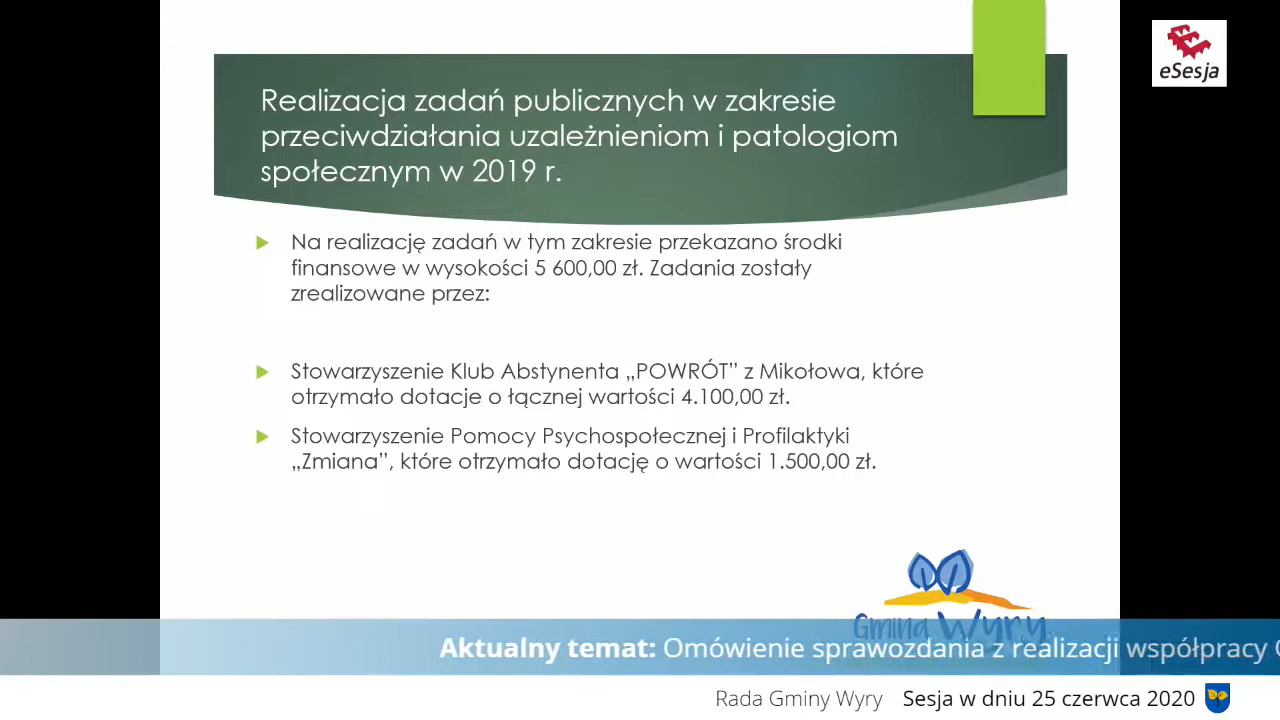 eSesja
Realizacja zadań publicznych w zakresie
przeciwdziałania uzależnieniom i patologiom
społecznym w 2019 r.
Na realizację zadań w tym zakresie przekazano środki
finansowe w wysokości 5 600,00 zł. Zadania zostały
zrealizowane przez:
Stowarzyszenie Klub Abstynenta „POWRÓT” z Mikołowa, które
otrzymało dotacje o łącznej wartości 4.100,00 zł.
Stowarzyszenie Pomocy Psychospołecznej i Profilaktyki
„Zmiana”, które otrzymało dotację o wartości 1.500,00 zł.
Gmina Wyry
Aktualny temat: Omówienie sprawozdania z realizacji współpracy
Rada Gminy Wyry Sesja w dniu 25 czerwca 2020